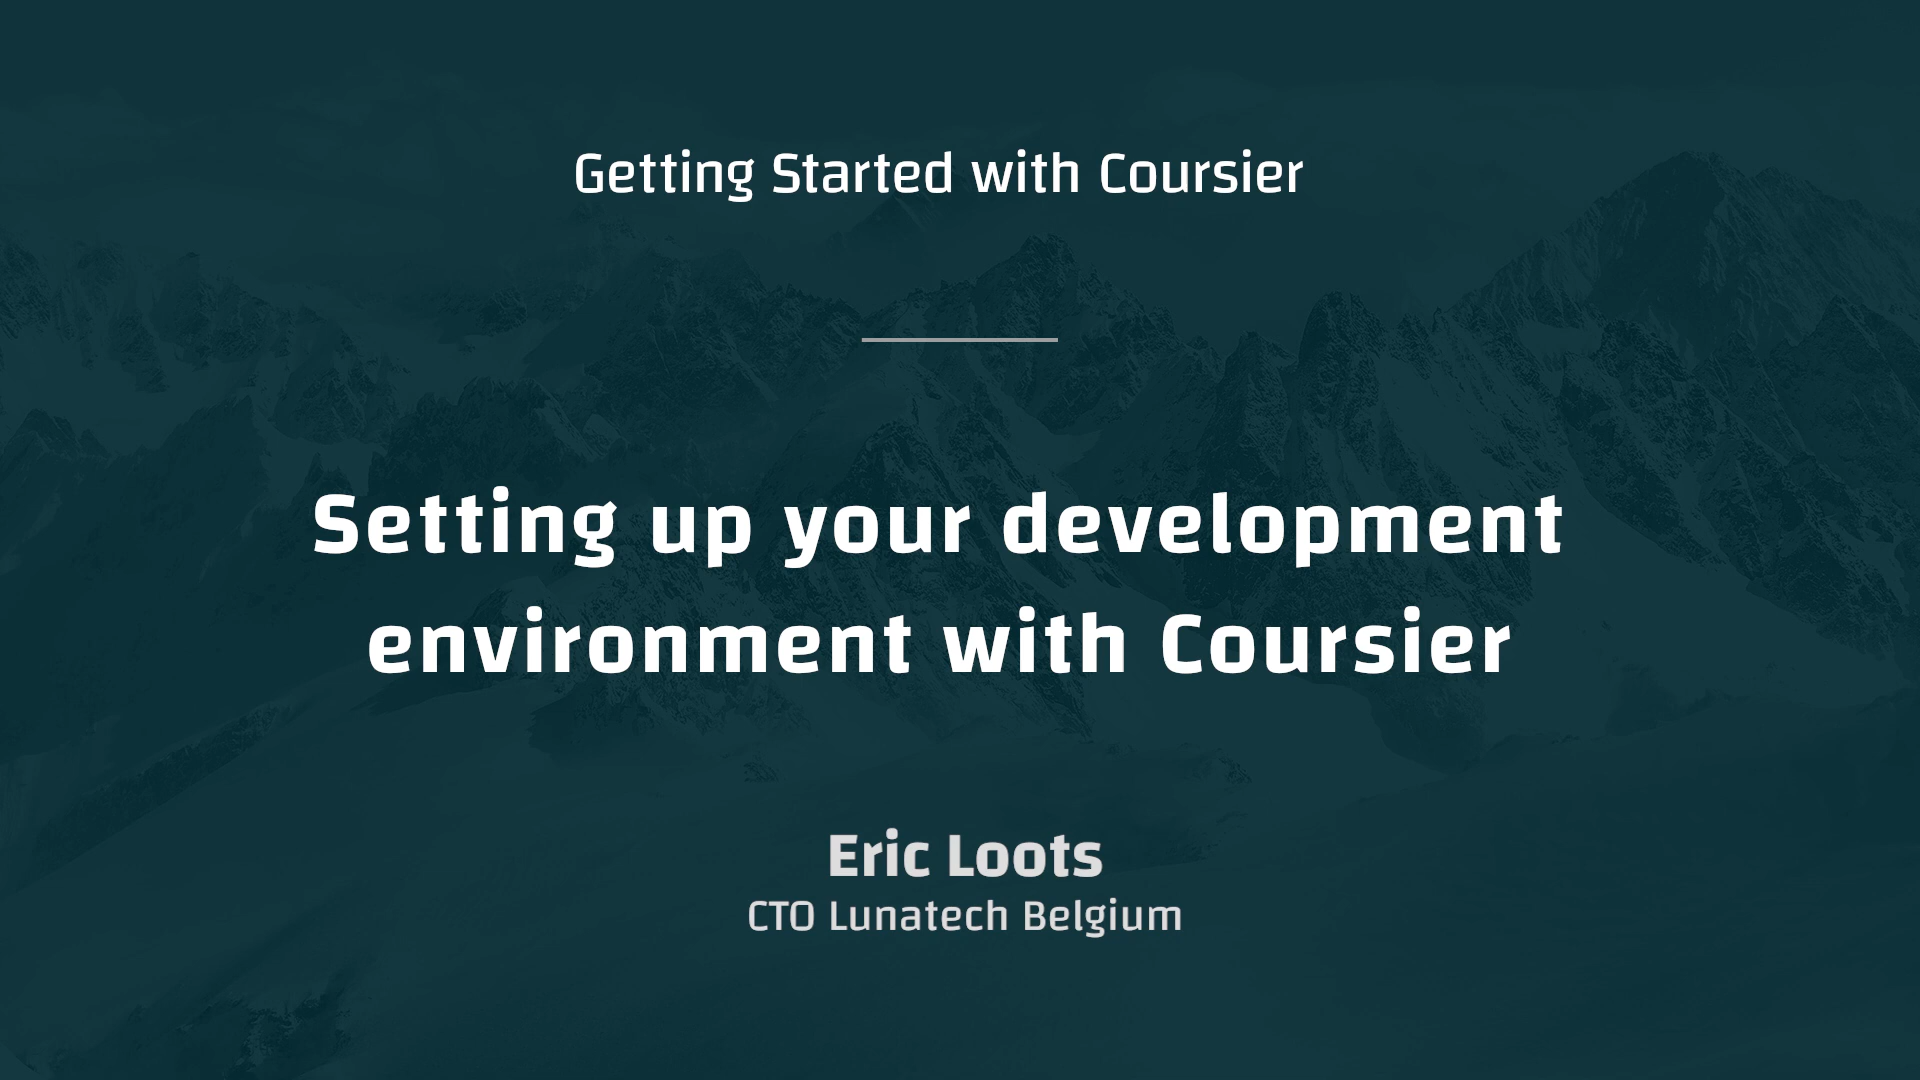 Getting Started with Coursier
Setting up your development
environment with Coursier
Eric Loots
CTO Lunatech Belgium